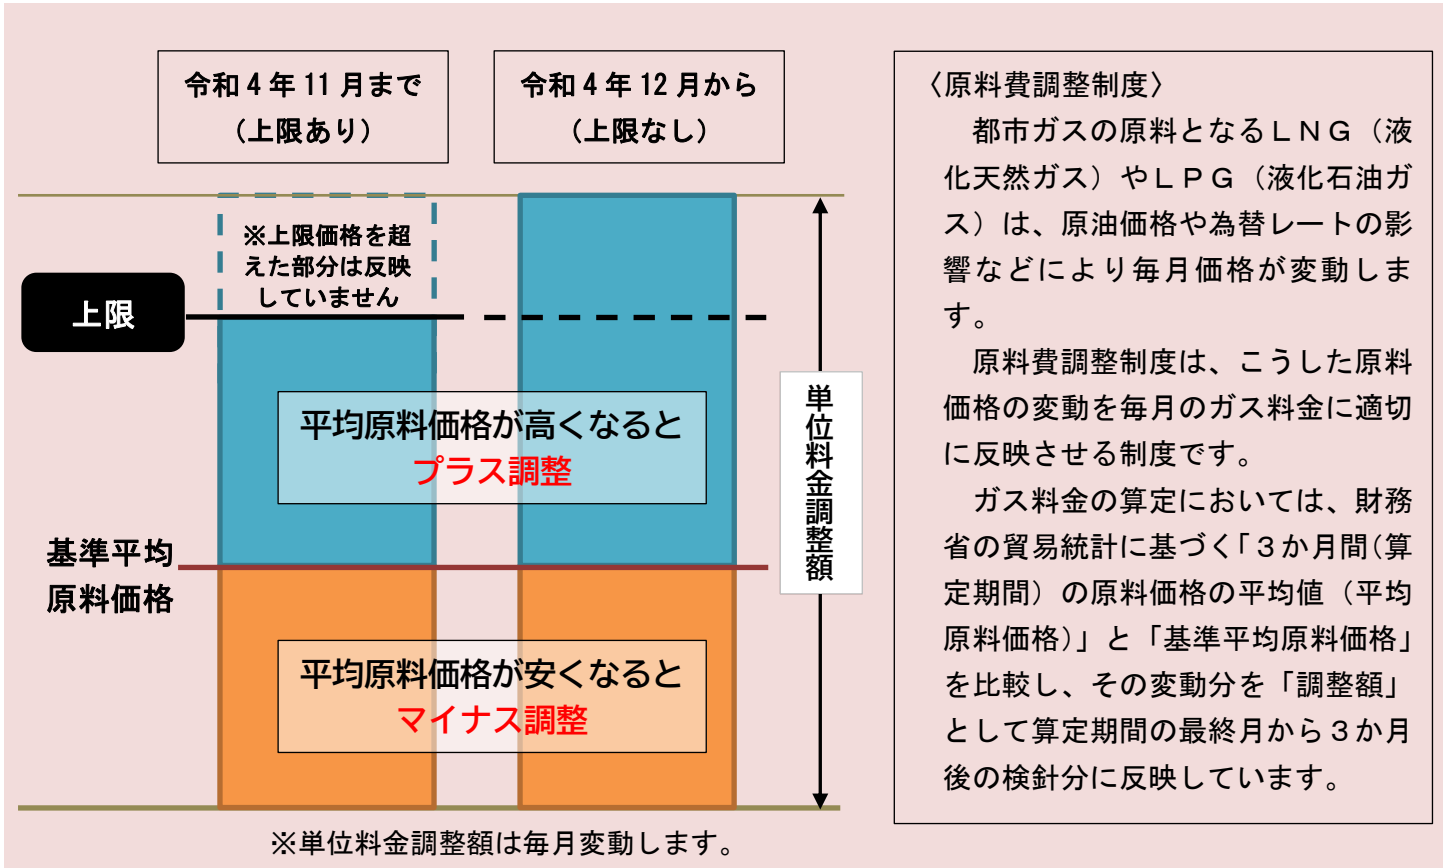 令和４年 11 月まで
（上限あり）
令和４年 12 月から
（上限なし）
※上限価格を超
えた部分は反映
していません
上限
平均原料価格が高くなると
プラス調整
基準平均
原料価格
平均原料価格が安くなると
マイナス調整
単位料金調整額
※単位料金調整額は毎月変動します。
〈原料費調整制度〉
都市ガスの原料となるＬＮＧ（液
化天然ガス）やＬＰＧ（液化石油ガ
ス）は、原油価格や為替レートの影
響などにより毎月価格が変動しま
す。
原料費調整制度は、こうした原料
価格の変動を毎月のガス料金に適切
に反映させる制度です。
ガス料金の算定においては、財務
省の貿易統計に基づく「３か月間（算
定期間）の原料価格の平均値（平均
原料価格）」と「基準平均原料価格」
を比較し、その変動分を「調整額」
として算定期間の最終月から３か月
後の検針分に反映しています。